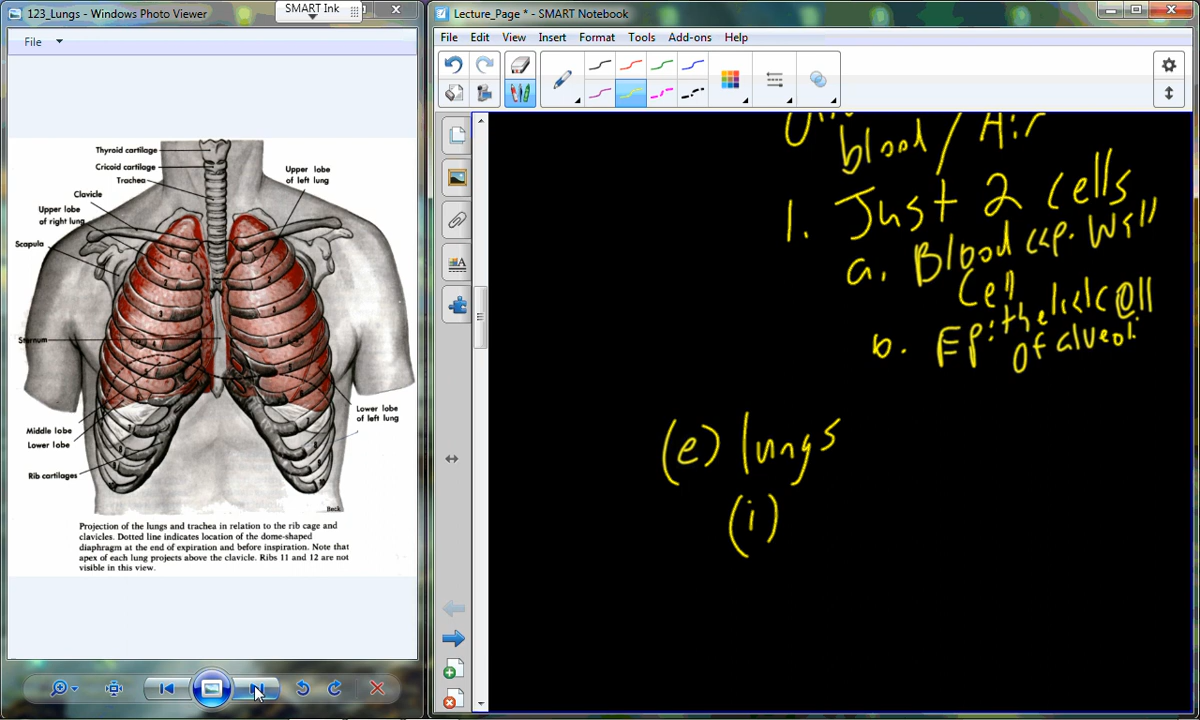 123_Lungs - Windows Photo Viewer
SMART Ink
File
Thyroid cartilage
Cricoid cartilage
Trachea
Clavicle
Upper lobe
of right lung
Scapula
Upper lobe
of left lung
Sternum
Middle lobe
Lower lobe
Rib cartilages
Lower lobe
of left lung
Beck
Projection of the lungs and trachea in relation to the rib cage and
clavicles. Dotted line indicates location of the dome-shaped
diaphragm at the end of expiration and before inspiration. Note that
apex of each lung projects above the clavicle. Ribs 11 and 12 are not
visible in this view.
Lecture_Page * - SMART Notebook
File Edit View Insert Format Tools Add-ons Help
blood / Air
1. Just 2 cells
a. Blood cap. Wall
Cell
b. Epithelial cell
Of alveoli
(e) lungs
(i)